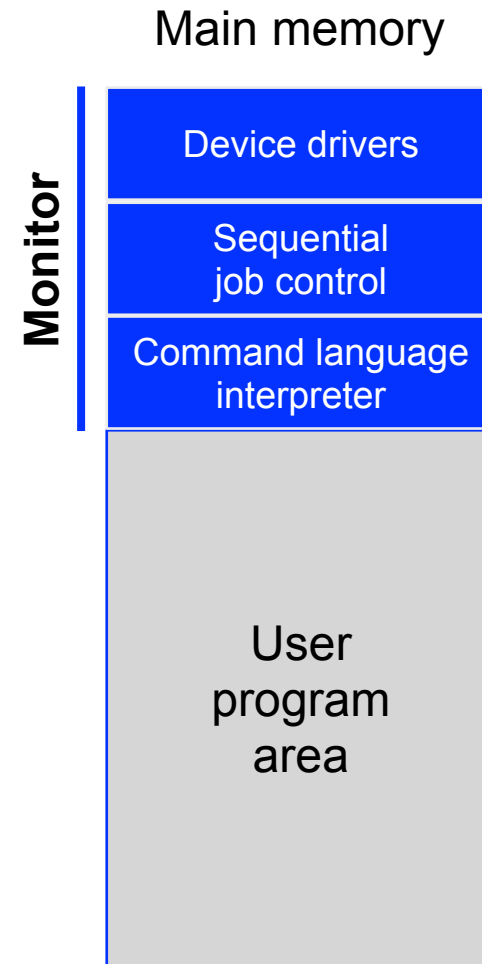 Main memory
Monitor
Device drivers
Sequential
job control
Command language
interpreter
User
program
area